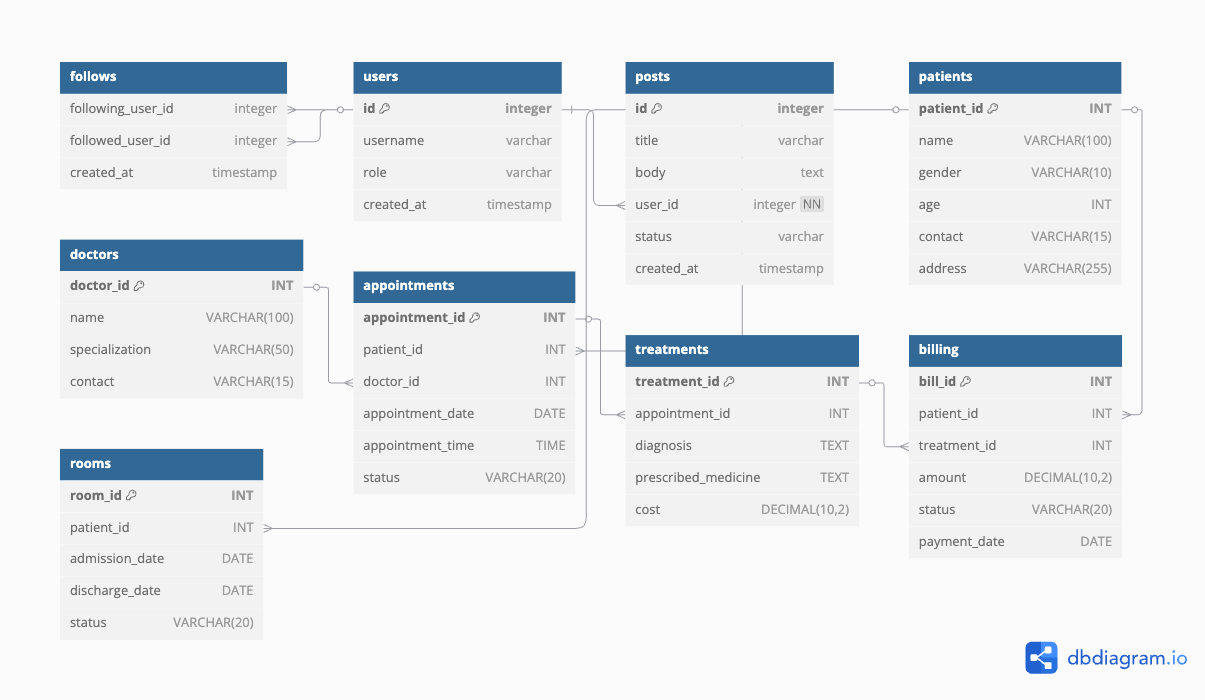 follows
following_user_id integer
followed_user_id integer
created_at timestamp
users
id integer
username varchar
role varchar
created_at timestamp
posts
id integer
title varchar
body text
user_id integer NN
status varchar
created_at timestamp
patients
patient_id INT
name VARCHAR(100)
gender VARCHAR(10)
age INT
contact VARCHAR(15)
address VARCHAR(255)
doctors
doctor_id INT
name VARCHAR(100)
specialization VARCHAR(50)
contact VARCHAR(15)
appointments
appointment_id INT
patient_id INT
doctor_id INT
appointment_date DATE
appointment_time TIME
status VARCHAR(20)
treatments
treatment_id INT
appointment_id INT
diagnosis TEXT
prescribed_medicine TEXT
cost DECIMAL(10,2)
billing
bill_id INT
patient_id INT
treatment_id INT
amount DECIMAL(10,2)
status VARCHAR(20)
payment_date DATE
rooms
room_id INT
patient_id INT
admission_date DATE
discharge_date DATE
status VARCHAR(20)
dbdiagram.io